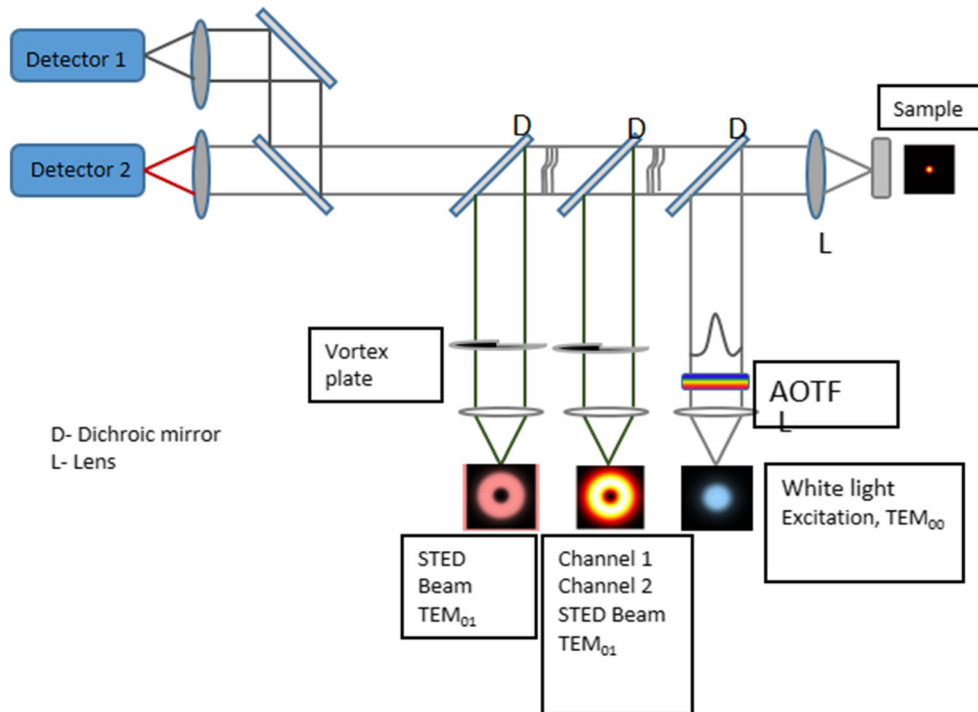 Detector 1
D
D
D
Sample
Detector 2
L
Vortex
plate
AOTF
L
D- Dichroic mirror
L- Lens
White light
Excitation, TEM₀₀
STED
Beam
TEM₀₁
Channel 1
Channel 2
STED Beam
TEM₀₁